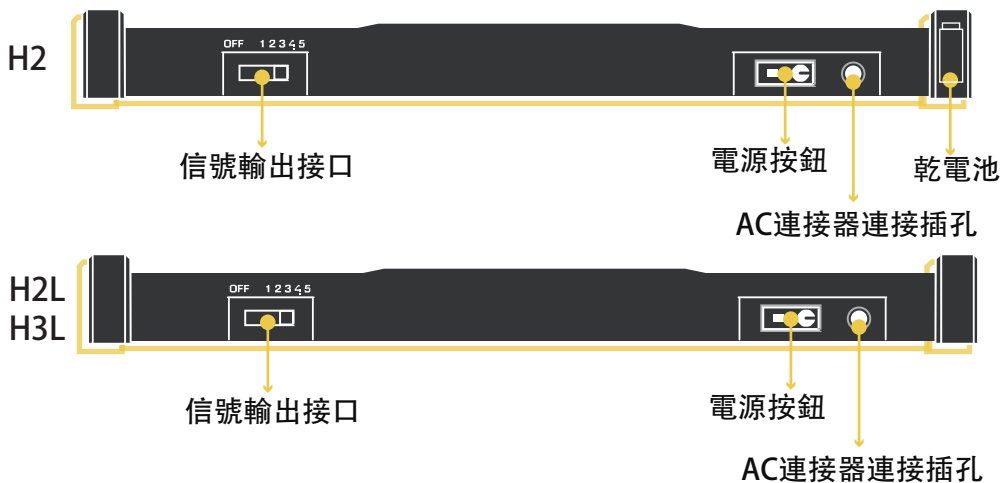 H2
OFF 1 2 3 4 5
信號輸出接口
電源按鈕
乾電池
AC連接器連接插孔
H2L
H3L
OFF 1 2 3 4 5
信號輸出接口
電源按鈕
AC連接器連接插孔